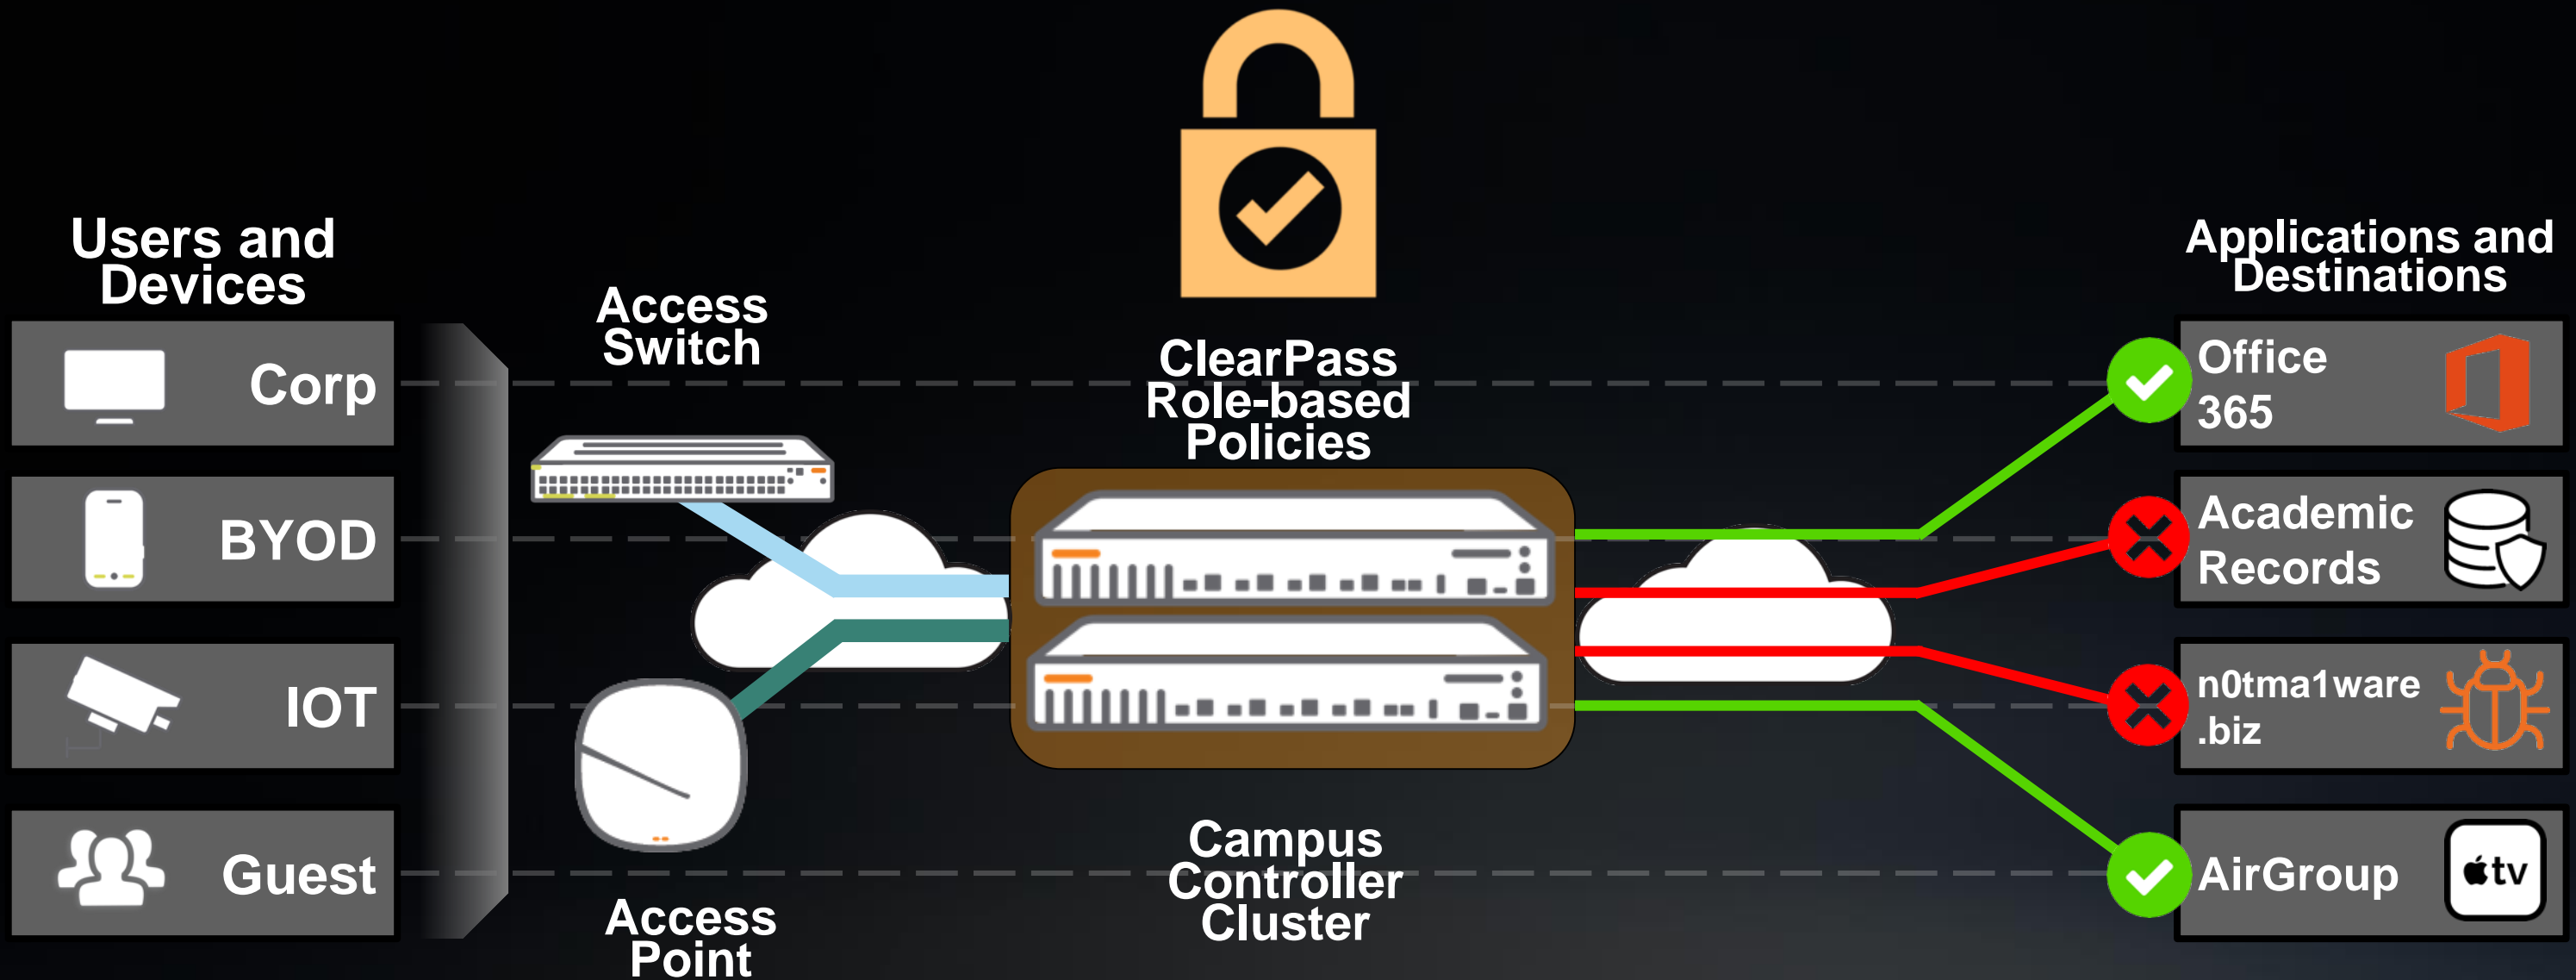 Users and
Devices
Corp
BYOD
IOT
Guest
Access
Switch
Access
Point
ClearPass
Role-based
Policies
Campus
Controller
Cluster
Applications and
Destinations
Office
365
Academic
Records
n0tma1ware
.biz
AirGroup
tv